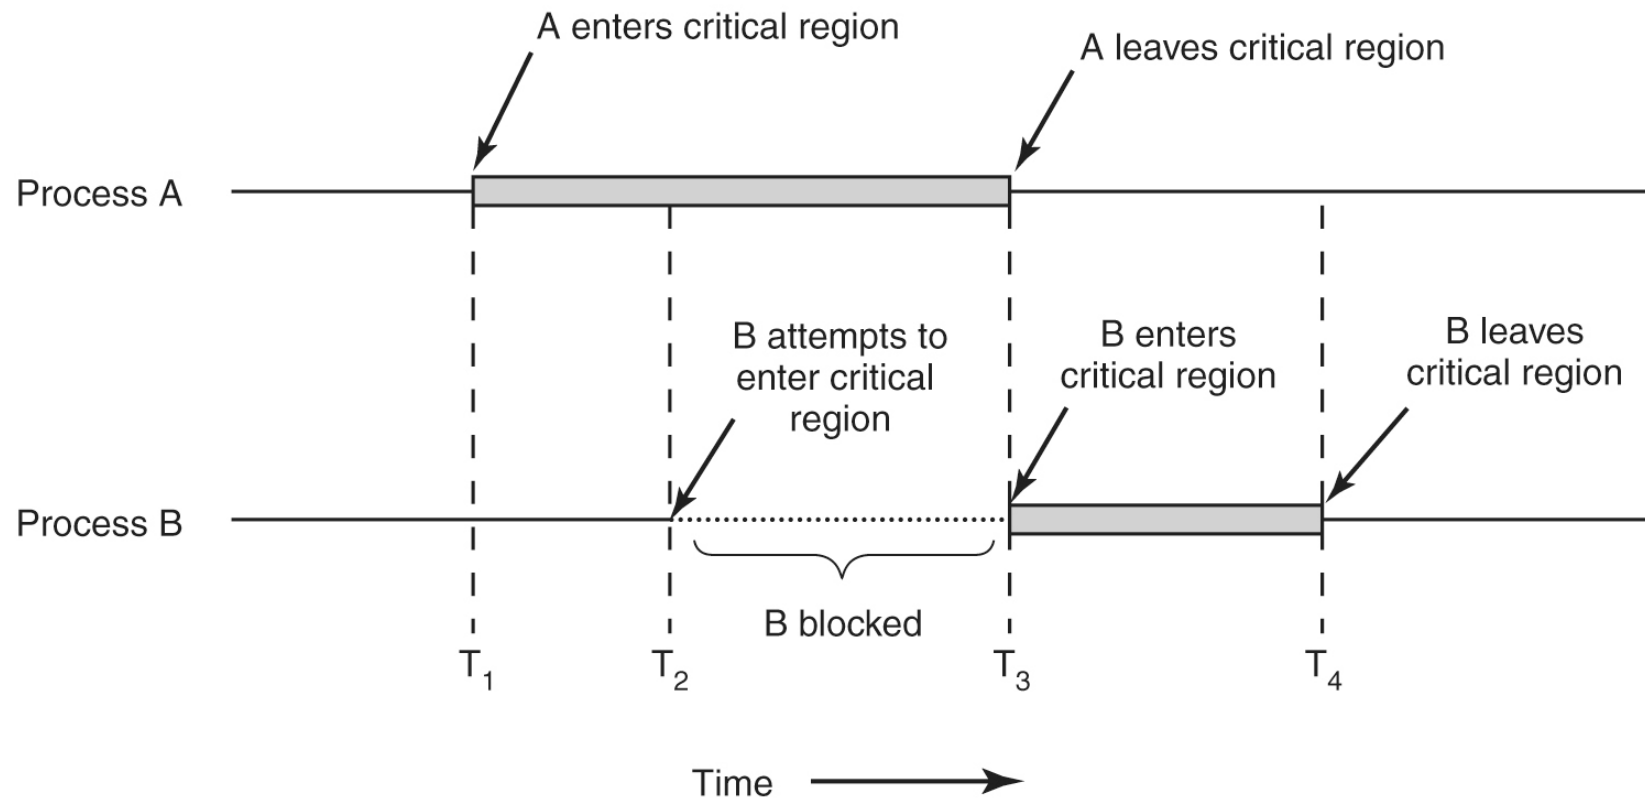 A enters critical region
A leaves critical region
Process A
B attempts to
enter critical
region
B enters
critical region
B leaves
critical region
Process B
B blocked
T1
T2
T3
T4
Time